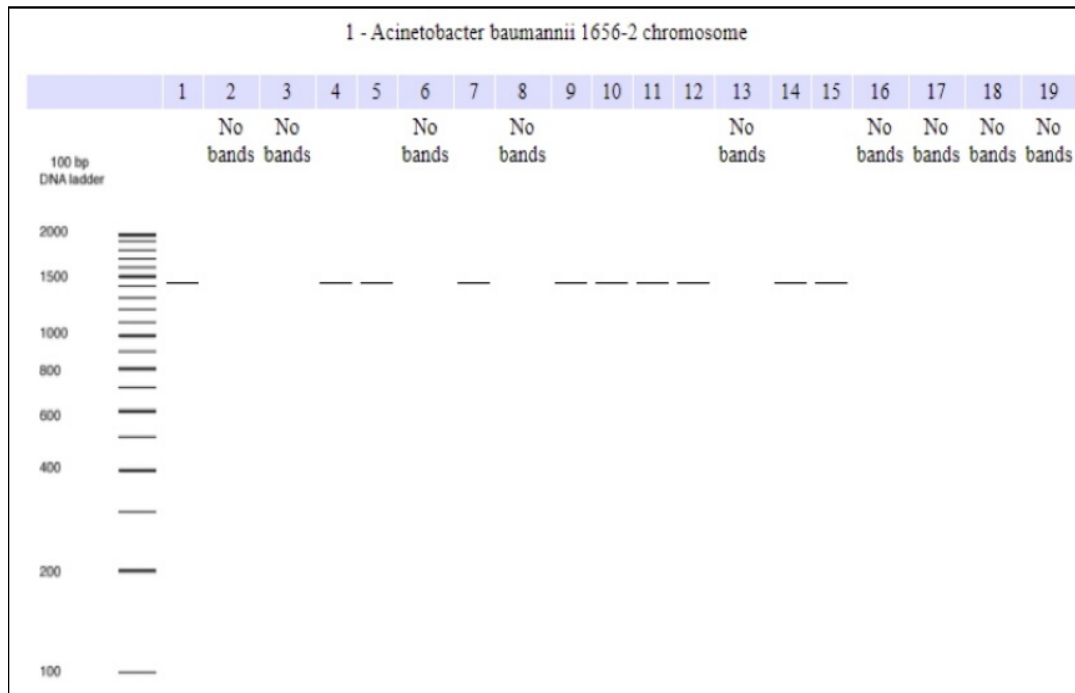 1 - Acinetobacter baumannii 1656-2 chromosome
1 2 3 4 5 6 7 8 9 10 11 12 13 14 15 16 17 18 19
No No No No No No No No No
bands bands bands bands bands bands bands bands bands
100 bp
DNA ladder
2000
1500
1000
800
600
400
200
100